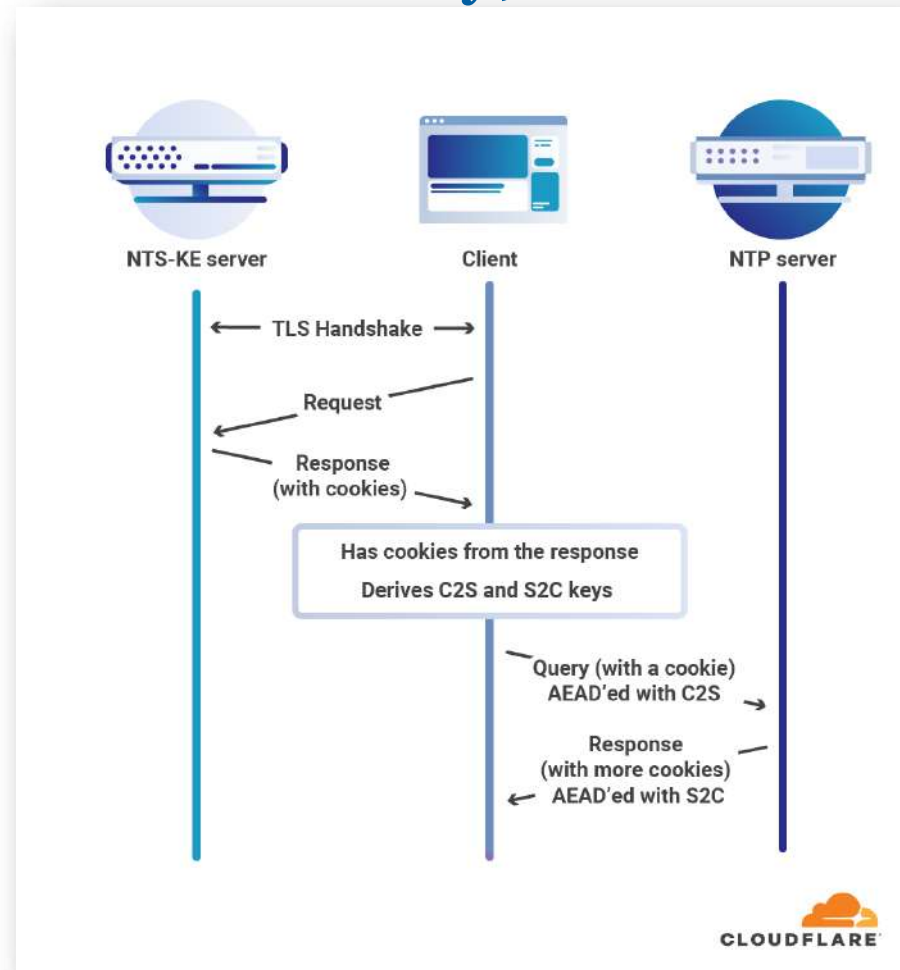 NTS-KE server
Client
NTP server
TLS Handshake
Request
Response
(with cookies)
Has cookies from the response
Derives C2S and S2C keys
Query (with a cookie)
AEAD'ed with C2S
Response
(with more cookies)
AEAD'ed with S2C
CLOUDFLARE